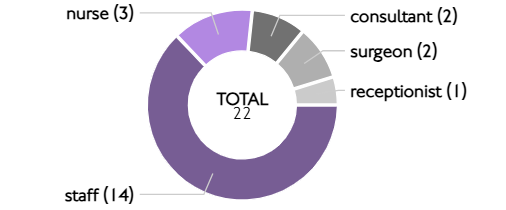 nurse (3)
consultant (2)
surgeon (2)
receptionist (1)
TOTAL
22
staff (14)